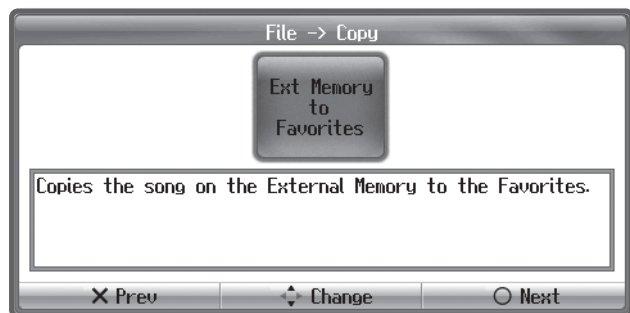 File -> Copy
Ext Memory
to
Favorites
Copies the song on the External Memory to the Favorites.
X Prev
Change
O Next